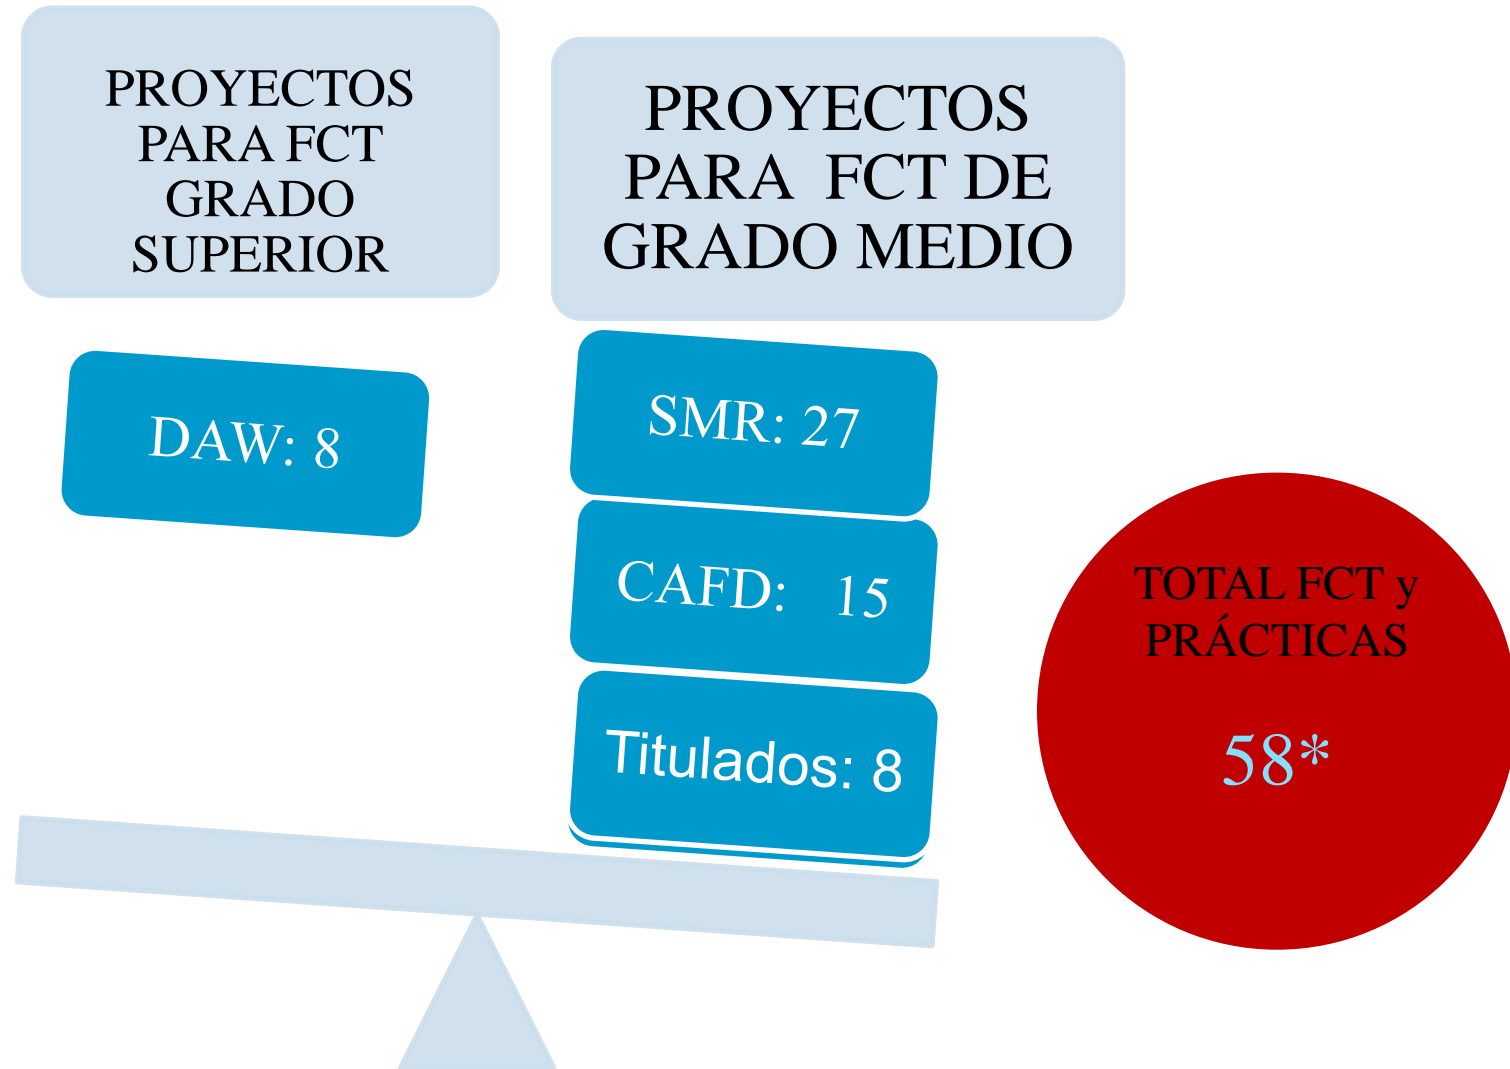 PROYECTOS
PARA FCT
GRADO
SUPERIOR
DAW: 8
PROYECTOS
PARA FCT DE
GRADO MEDIO
SMR: 27
CAFD: 15
Titulados: 8
TOTAL FCT y
PRÁCTICAS
58*